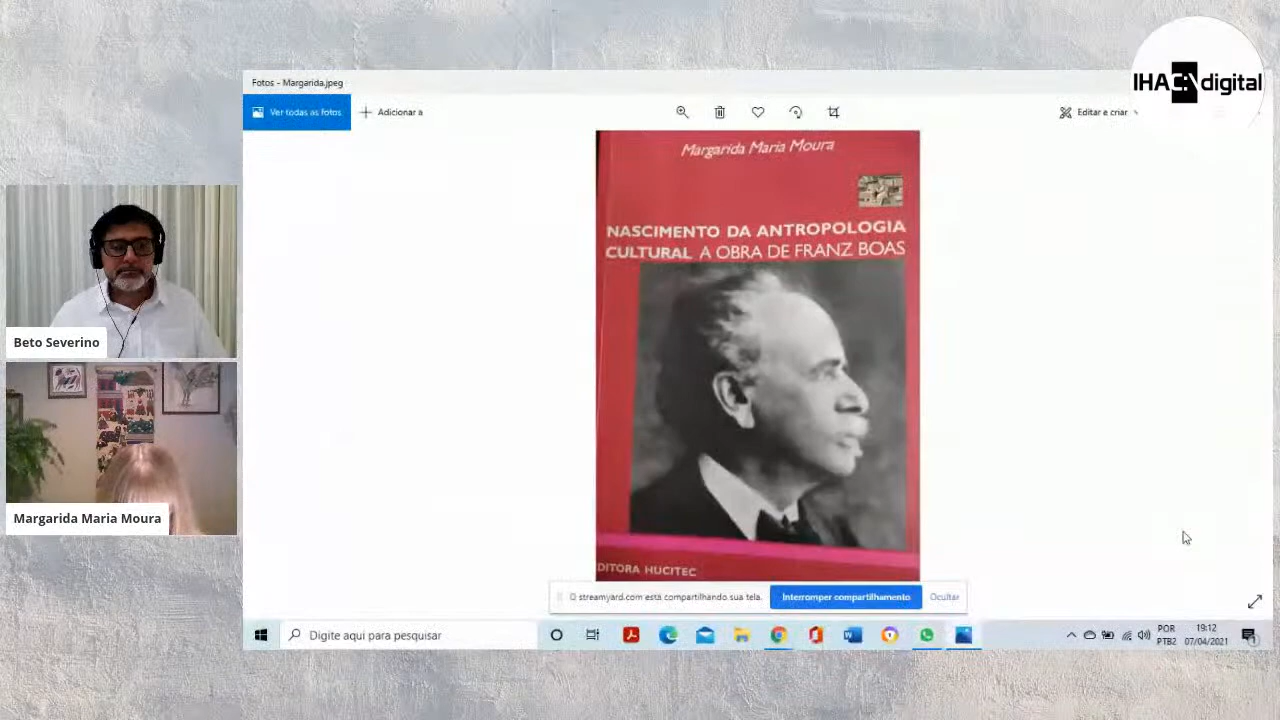 IHAC:\digital
Fotos - Margarida.jpeg
Ver todas as fotos
Adicionar a
Editar e criar
Margarida Maria Moura
NASCIMENTO DA ANTROPOLOGIA
CULTURAL A OBRA DE FRANZ BOAS
DITORA HUCITEC
Beto Severino
Margarida Maria Moura
O streamyard.com está compartilhando sua tela.
Interromper compartilhamento
Ocultar
Digite aqui para pesquisar
POR
PTB2
19:12
07/04/2021